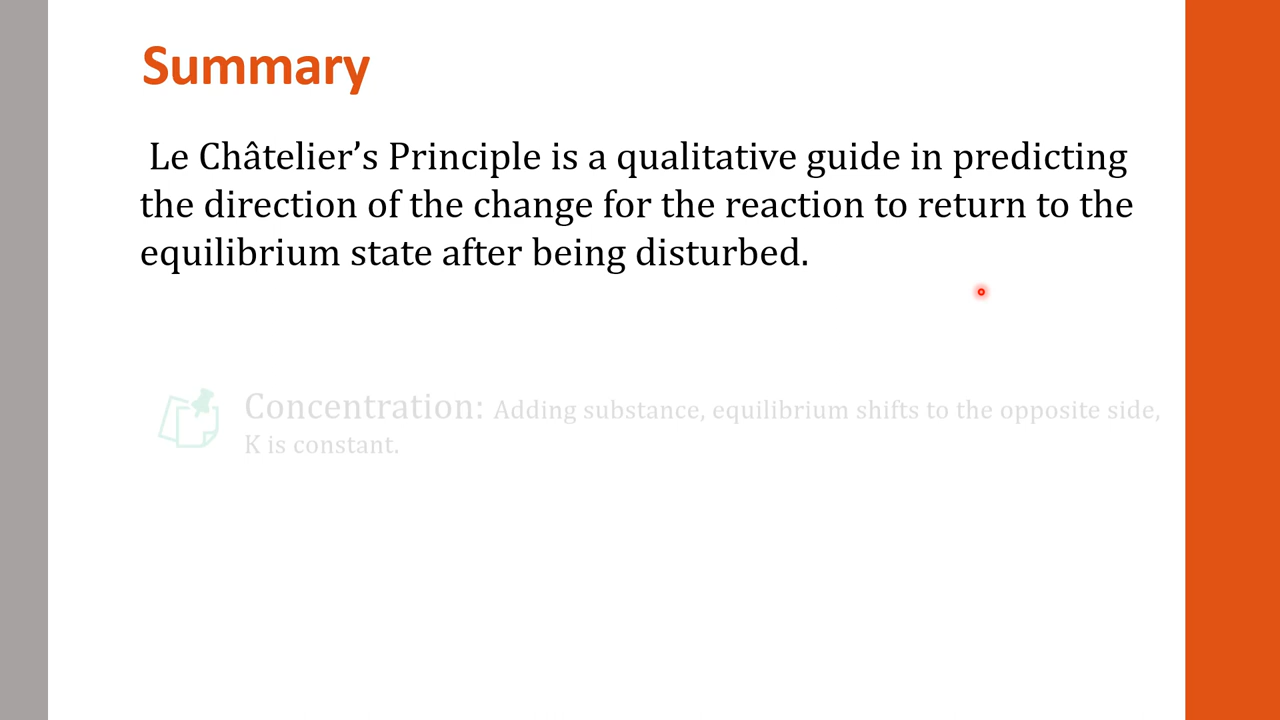 Summary
Le Châtelier’s Principle is a qualitative guide in predicting
the direction of the change for the reaction to return to the
equilibrium state after being disturbed.
Concentration: Adding substance, equilibrium shifts to the opposite side,
K is constant.